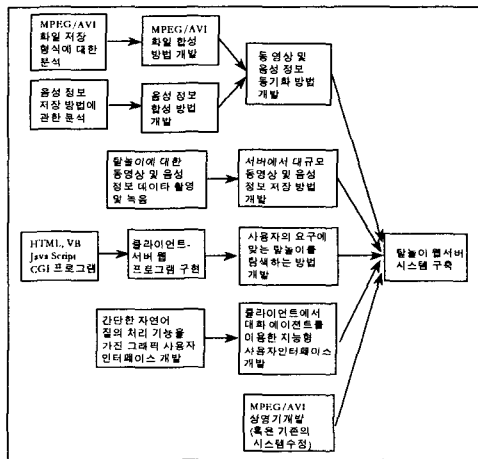 MPEG/AVI
화일 저장
형식에 대한
분석
MPEG/AVI
화일 합성
방법 개발
동영상 및
음성 정보
동기화 방법
개발
음성 정보
저장 방법에
관한 분석
음성 정보
합성 방법
개발
탈놀이에 대한
동영상 및 음성
정보 데이타 촬영
및 녹음
서버에서 대규모
동영상 및 음성
정보 저장 방법
개발
HTML, VB
Java Script
CGI 프로그램
클라이언트-
서버 웹
프로그램 구현
사용자의 요구에
맞는 탈놀이를
탐색하는 방법
개발
탈놀이 웹서버
시스템 구축
간단한 자연어
질의 처리 기능을
가진 그래픽 사용자
인터페이스 개발
클라이언트에서
대화 에이젼트를
이용한 지능형
사용자인터페이스
개발
MPEG/AVI
상영기개발
(혹은 기존의
시스템수정)